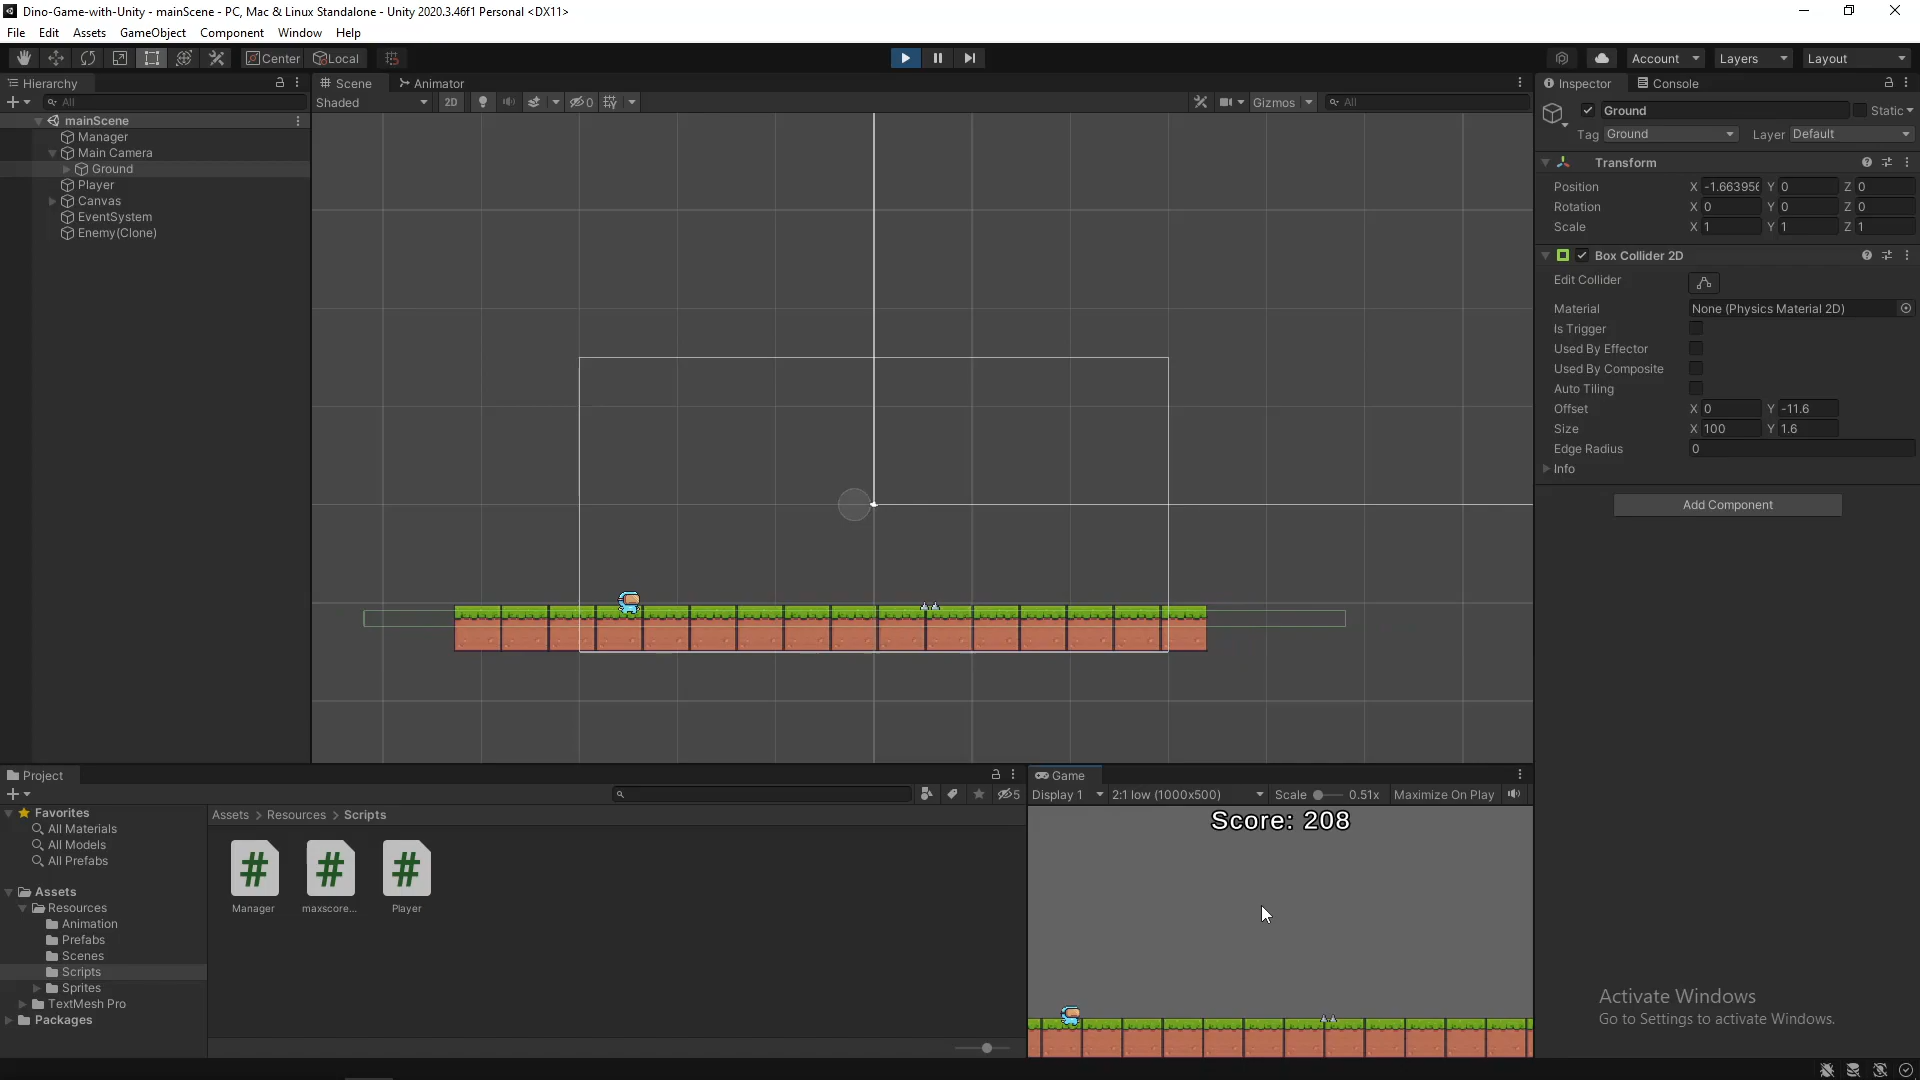 Dino-Game-with-Unity - mainScene - PC, Mac & Linux Standalone - Unity 2020.3.46f1 Personal <DX11>
File Edit Assets GameObject Component Window Help
Center Local
Account Layers Layout
Hierarchy
All
mainScene
Manager
Main Camera
Ground
Player
Canvas
EventSystem
Enemy(Clone)
Scene Animator
Shaded 2D 0 Gizmos All
Inspector Console
Ground Static
Tag Ground Layer Default
Transform
Position X -1.663956 Y 0 Z 0
Rotation X 0 Y 0 Z 0
Scale X 1 Y 1 Z 1
Box Collider 2D
Edit Collider
Material None (Physics Material 2D)
Is Trigger
Used By Effector
Used By Composite
Auto Tiling
Offset X 0 Y -11.6
Size X 100 Y 1.6
Edge Radius 0
Info
Add Component
Project
5
Favorites
All Materials
All Models
All Prefabs
Assets
Resources
Animation
Prefabs
Scenes
Scripts
Sprites
TextMesh Pro
Packages
Assets > Resources > Scripts
# # #
Manager maxscore... Player
Game
Display 1 2:1 low (1000x500) Scale 0.51x Maximize On Play
Score: 208
Activate Windows
Go to Settings to activate Windows.